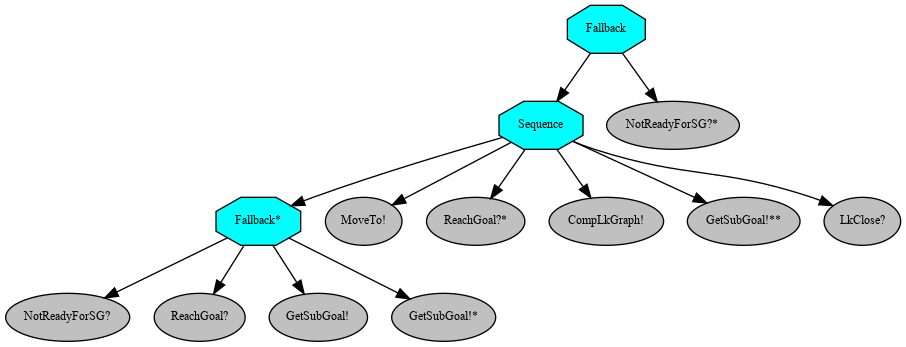 Fallback
Sequence
NotReadyForSG?*
Fallback*
MoveTo!
ReachGoal?*
CompLkGraph!
GetSubGoal!**
LkClose?
NotReadyForSG?
ReachGoal?
GetSubGoal!
GetSubGoal!*